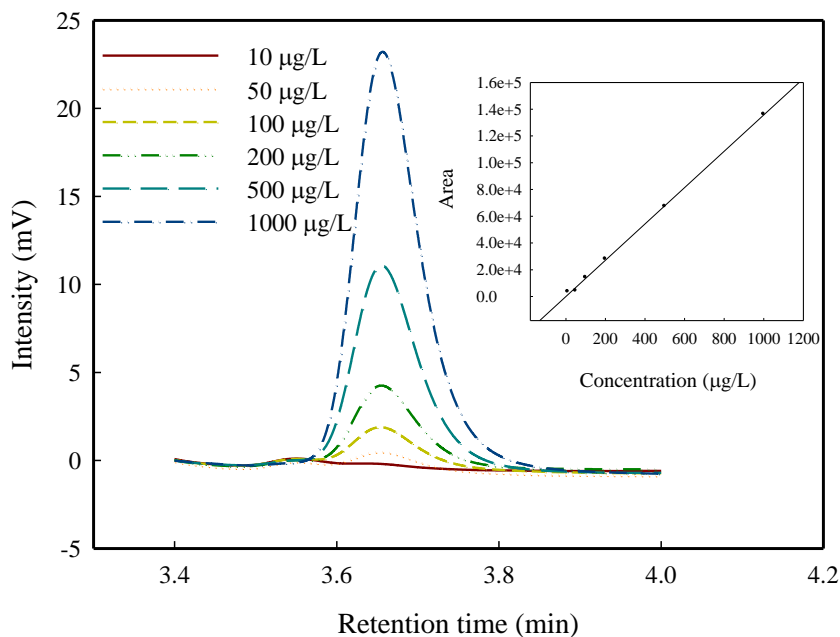 25
20
15
10
5
0
-5
3.4
3.6
3.8
4.0
4.2
Retention time (min)
Intensity (mV)
10 μg/L
50 μg/L
100 μg/L
200 μg/L
500 μg/L
1000 μg/L
1.6e+5
1.4e+5
1.2e+5
1.0e+5
8.0e+4
6.0e+4
4.0e+4
2.0e+4
0.0
Area
0
200
400
600
800
1000
1200
Concentration (μg/L)